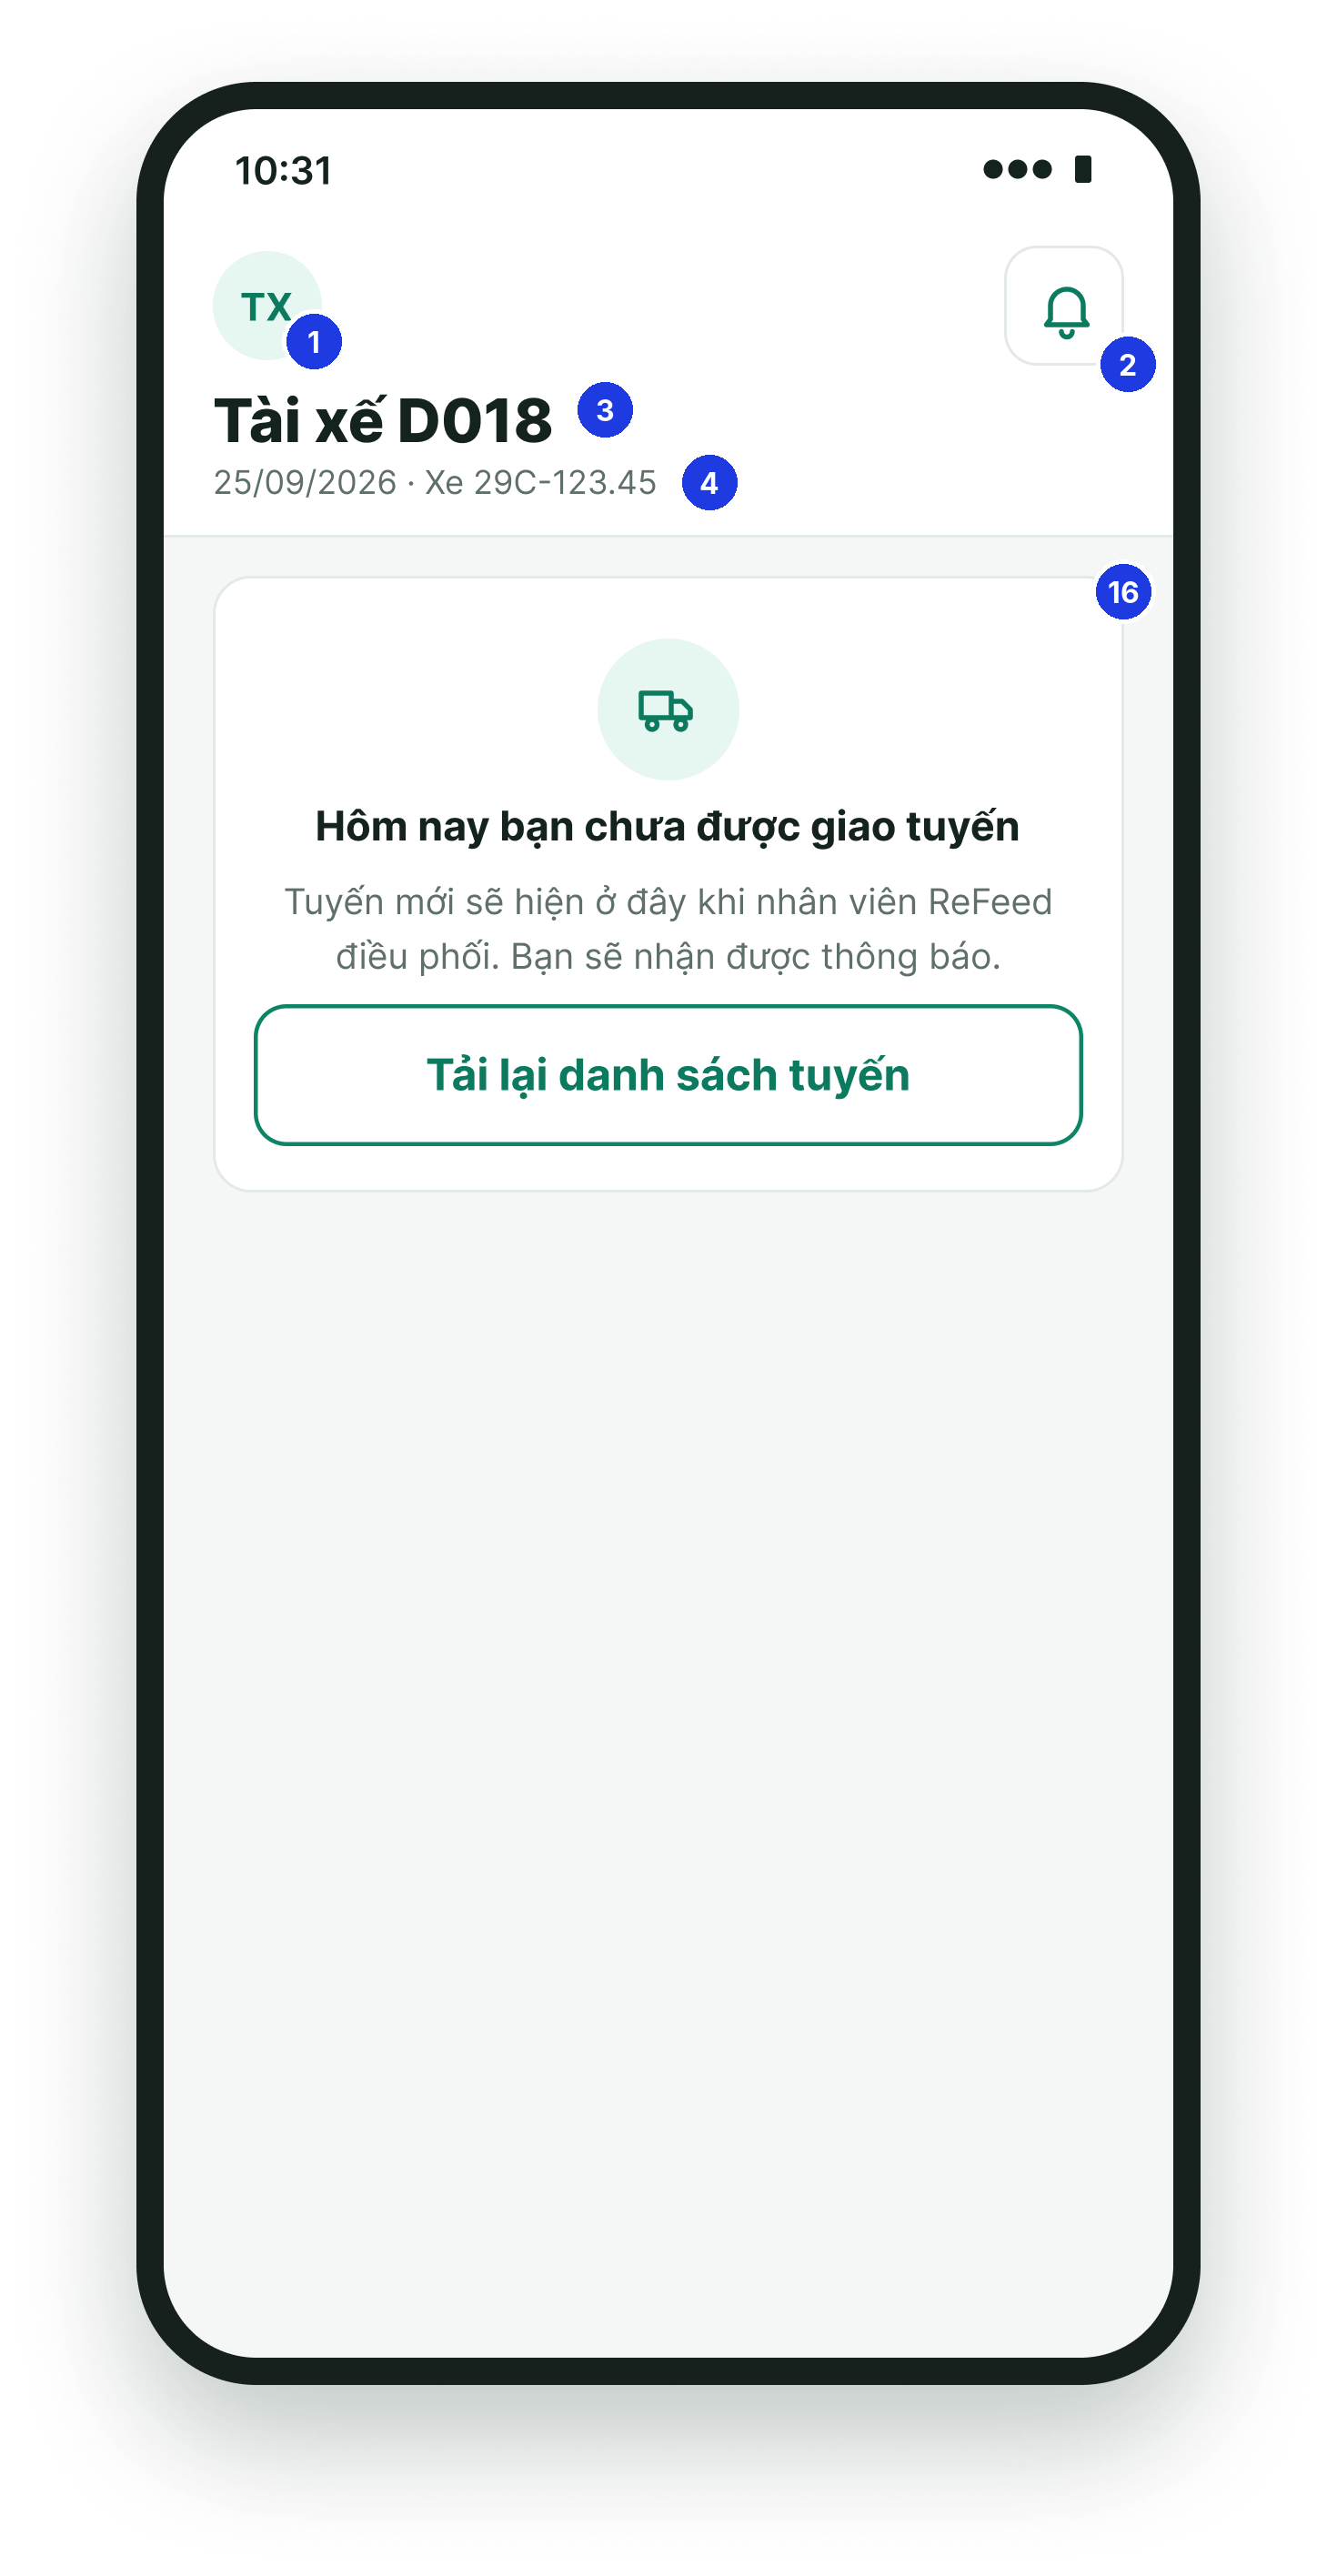 10:31
TX
1
2
Tài xế D018
3
25/09/2026 · Xe 29C-123.45
4
16
Hôm nay bạn chưa được giao tuyến
Tuyến mới sẽ hiện ở đây khi nhân viên ReFeed
điều phối. Bạn sẽ nhận được thông báo.
Tải lại danh sách tuyến